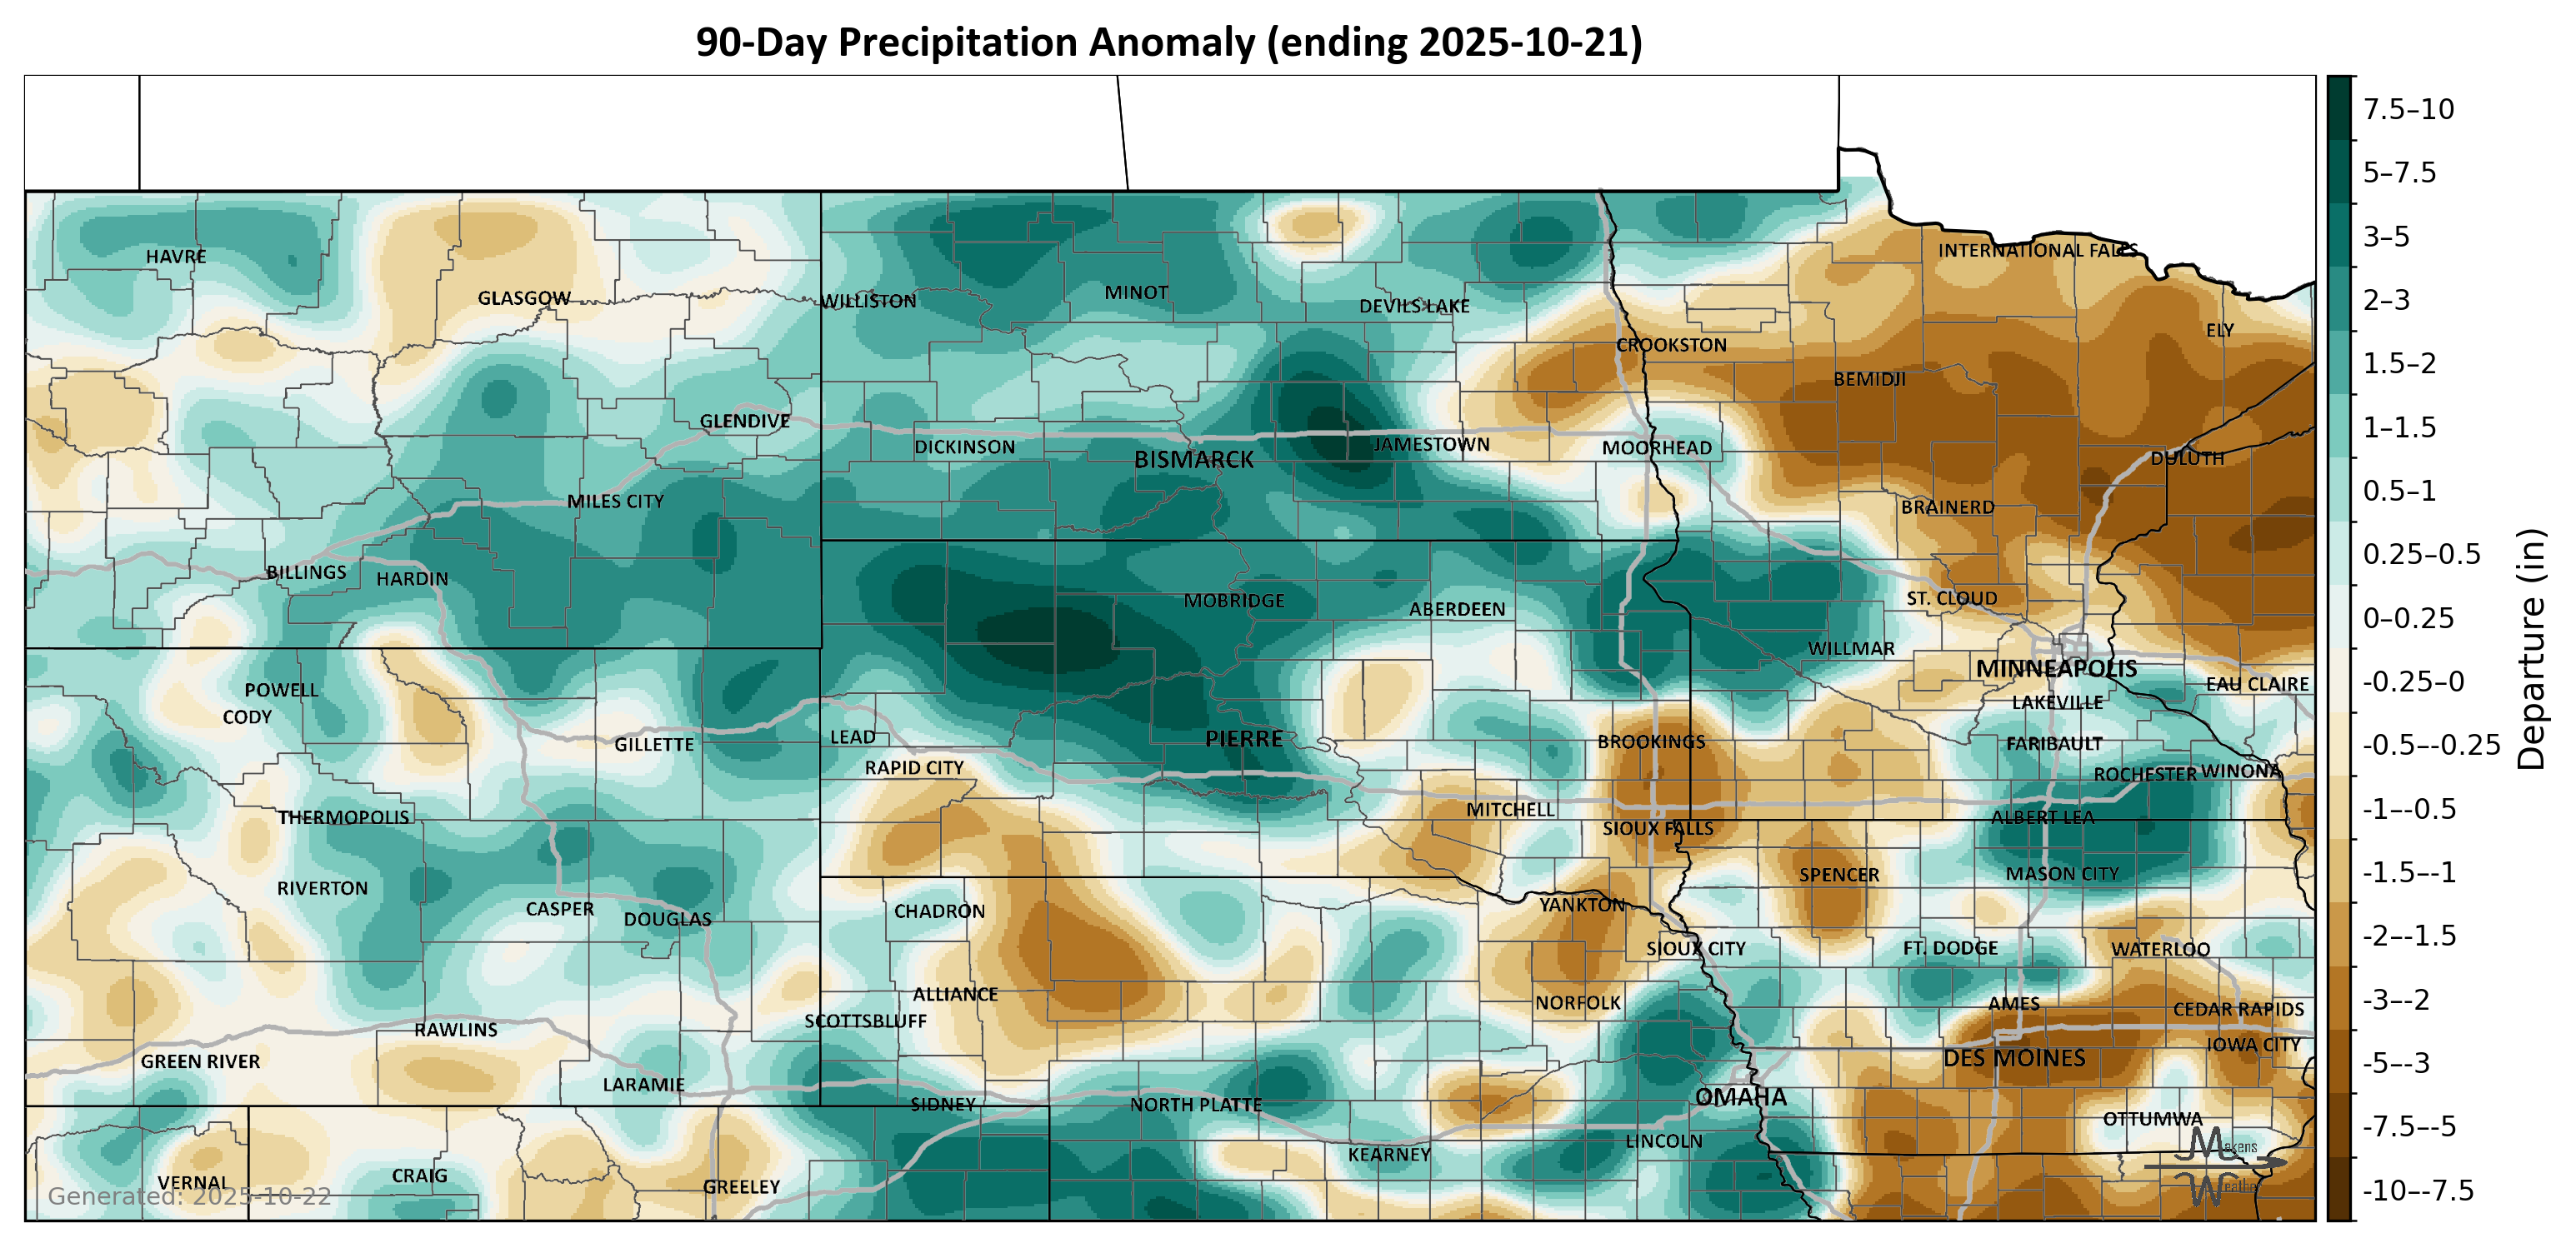 90-Day Precipitation Anomaly (ending 2025-10-21)
INTERNATIONAL FALLS
HAVRE
GLASGOW
WILLISTON
MINOT
DEVILS LAKE
ELY
CROOKSTON
BEMIDJI
GLENDIVE
DICKINSON
BISMARCK
JAMESTOWN
MOORHEAD
DULUTH
MILES CITY
BRAINERD
BILLINGS
HARDIN
MOBRIDGE
ABERDEEN
ST. CLOUD
WILLMAR
MINNEAPOLIS
EAU CLAIRE
POWELL
CODY
LAKEVILLE
GILLETTE
LEAD
PIERRE
BROOKINGS
FARIBAULT
RAPID CITY
ROCHESTER
WINONA
THERMOPOLIS
MITCHELL
SIOUX FALLS
ALBERT LEA
RIVERTON
SPENCER
MASON CITY
CASPER
DOUGLAS
CHADRON
YANKTON
SIOUX CITY
FT. DODGE
WATERLOO
ALLIANCE
NORFOLK
AMES
CEDAR RAPIDS
SCOTTSBLUFF
RAWLINS
GREEN RIVER
DES MOINES
IOWA CITY
LARAMIE
SIDNEY
NORTH PLATTE
OMAHA
OTTUMWA
LINCOLN
KEARNEY
VERNAL
CRAIG
GREELEY
Generated: 2025-10-22
Makens
Weather
7.5–10
5–7.5
3–5
2–3
1.5–2
1–1.5
0.5–1
0.25–0.5
0–0.25
-0.25–0
-0.5–-0.25
-1–-0.5
-1.5–-1
-2–-1.5
-3–-2
-5–-3
-7.5–-5
-10–-7.5
Departure (in)